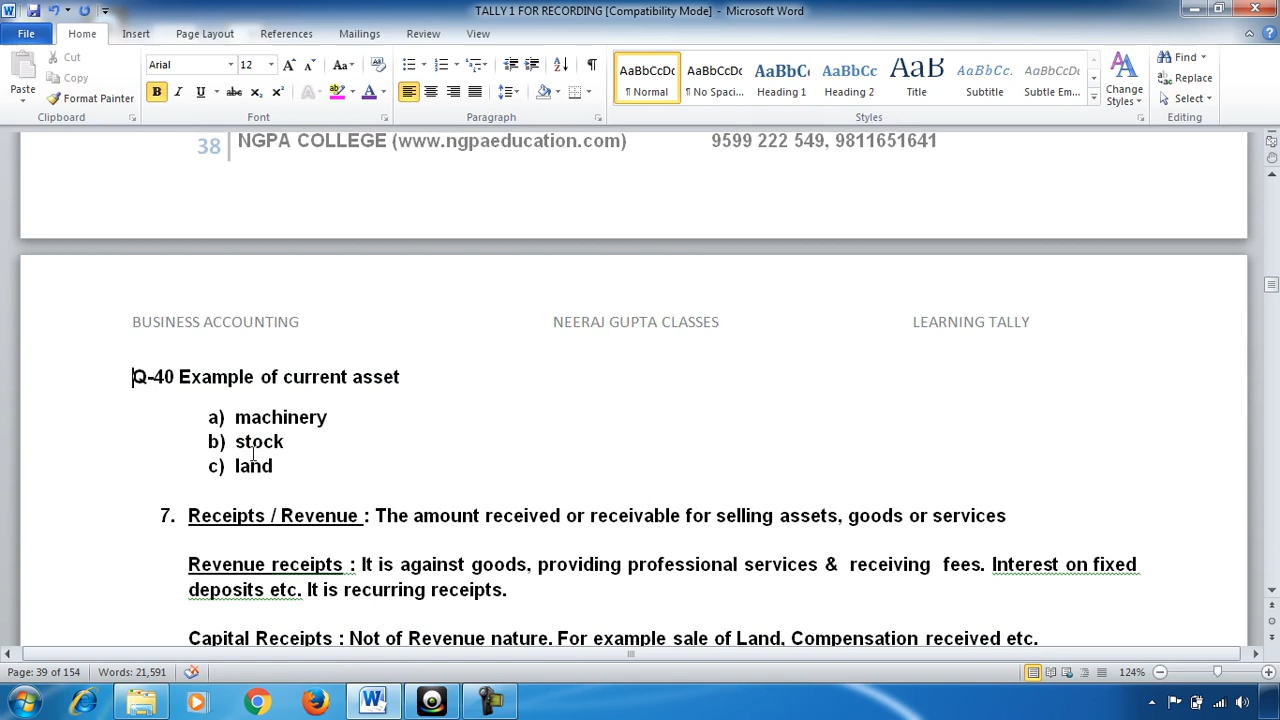 TALLY 1 FOR RECORDING [Compatibility Mode] - Microsoft Word
File Home Insert Page Layout References Mailings Review View
Paste
Cut
Copy
Format Painter
Clipboard
Arial 12
Font
Paragraph
AaBbCcDc AaBbCcDc AaBbC AaBbCc AaB AaBbCc. AaBbCcDc
¶ Normal ¶ No Spaci... Heading 1 Heading 2 Title Subtitle Subtle Em...
Styles
Change Styles
Find
Replace
Select
Editing
38 NGPA COLLEGE (www.ngpaeducation.com) 9599 222 549, 9811651641
BUSINESS ACCOUNTING NEERAJ GUPTA CLASSES LEARNING TALLY
Q-40 Example of current asset
a) machinery
b) stock
c) land
7. Receipts / Revenue : The amount received or receivable for selling assets, goods or services
Revenue receipts : It is against goods, providing professional services & receiving fees. Interest on fixed
deposits etc. It is recurring receipts.
Capital Receipts : Not of Revenue nature. For example sale of Land, Compensation received etc.
Page: 39 of 154 Words: 21,591 124%